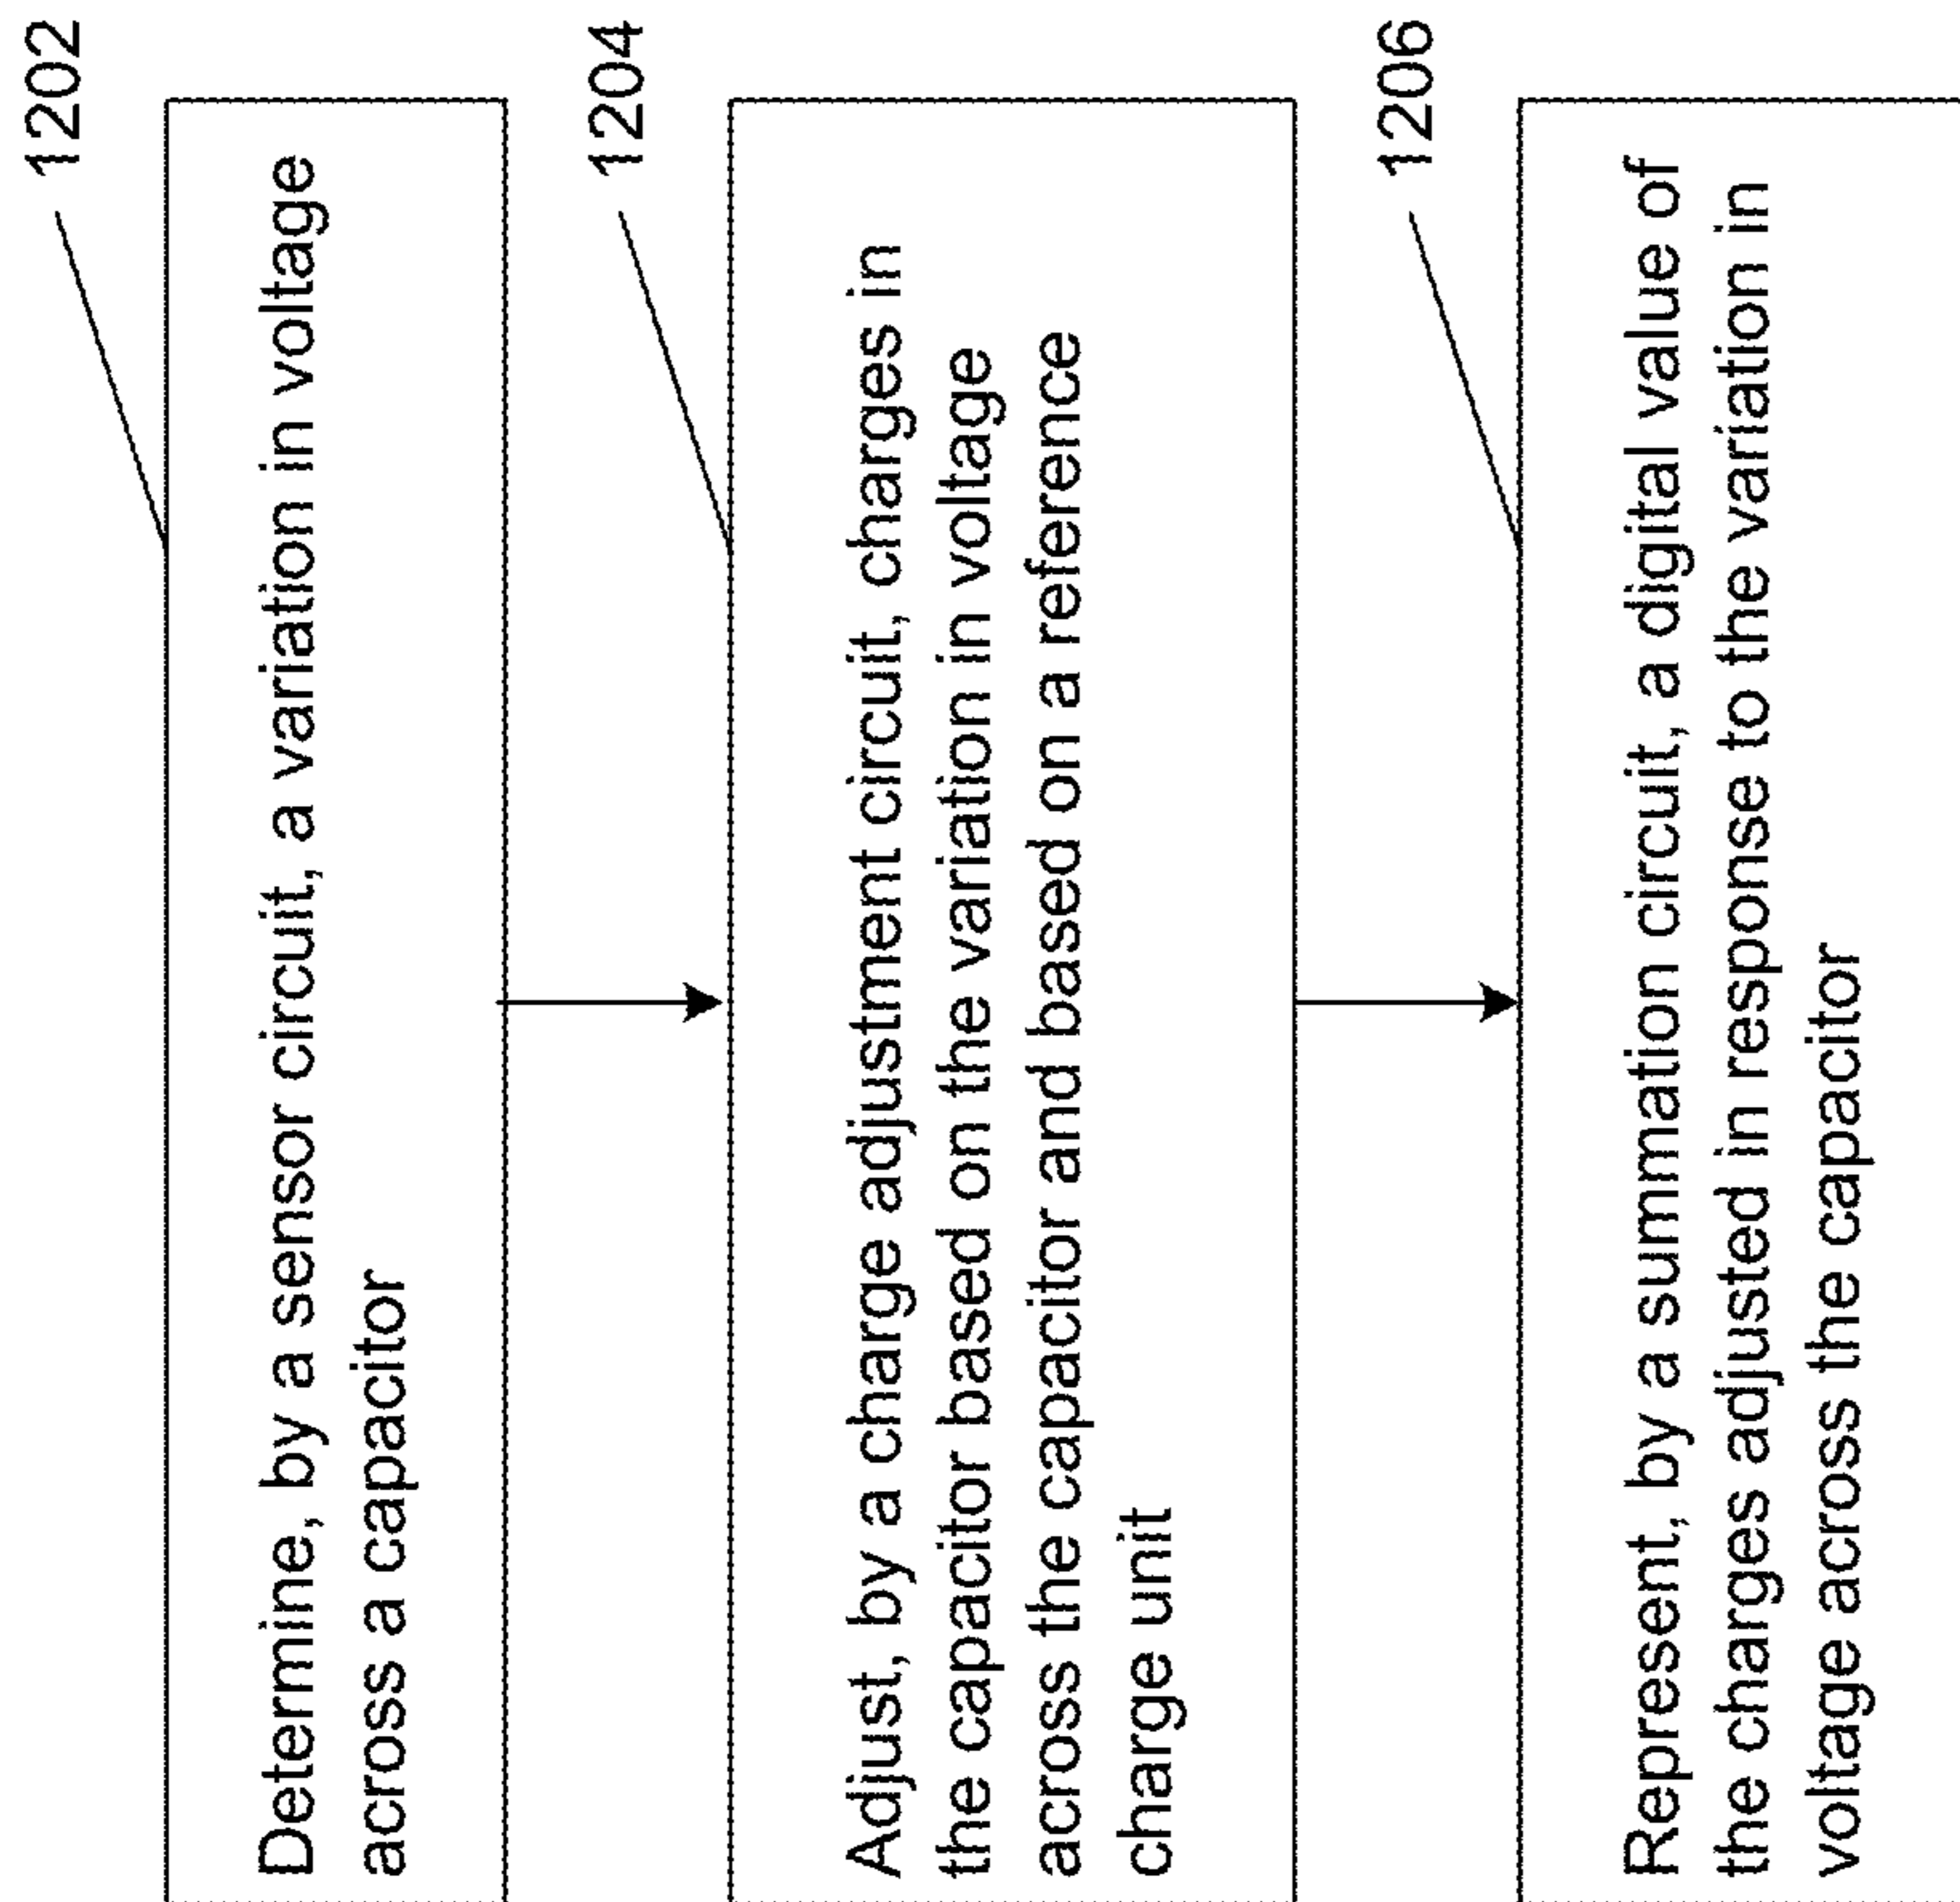 1202
Determine, by a sensor circuit, a variation in voltage
across a capacitor
1204
Adjust, by a charge adjustment circuit, charges in
the capacitor based on the variation in voltage
across the capacitor and based on a reference
charge unit
1206
Represent, by a summation circuit, a digital value of
the charges adjusted in response to the variation in
voltage across the capacitor